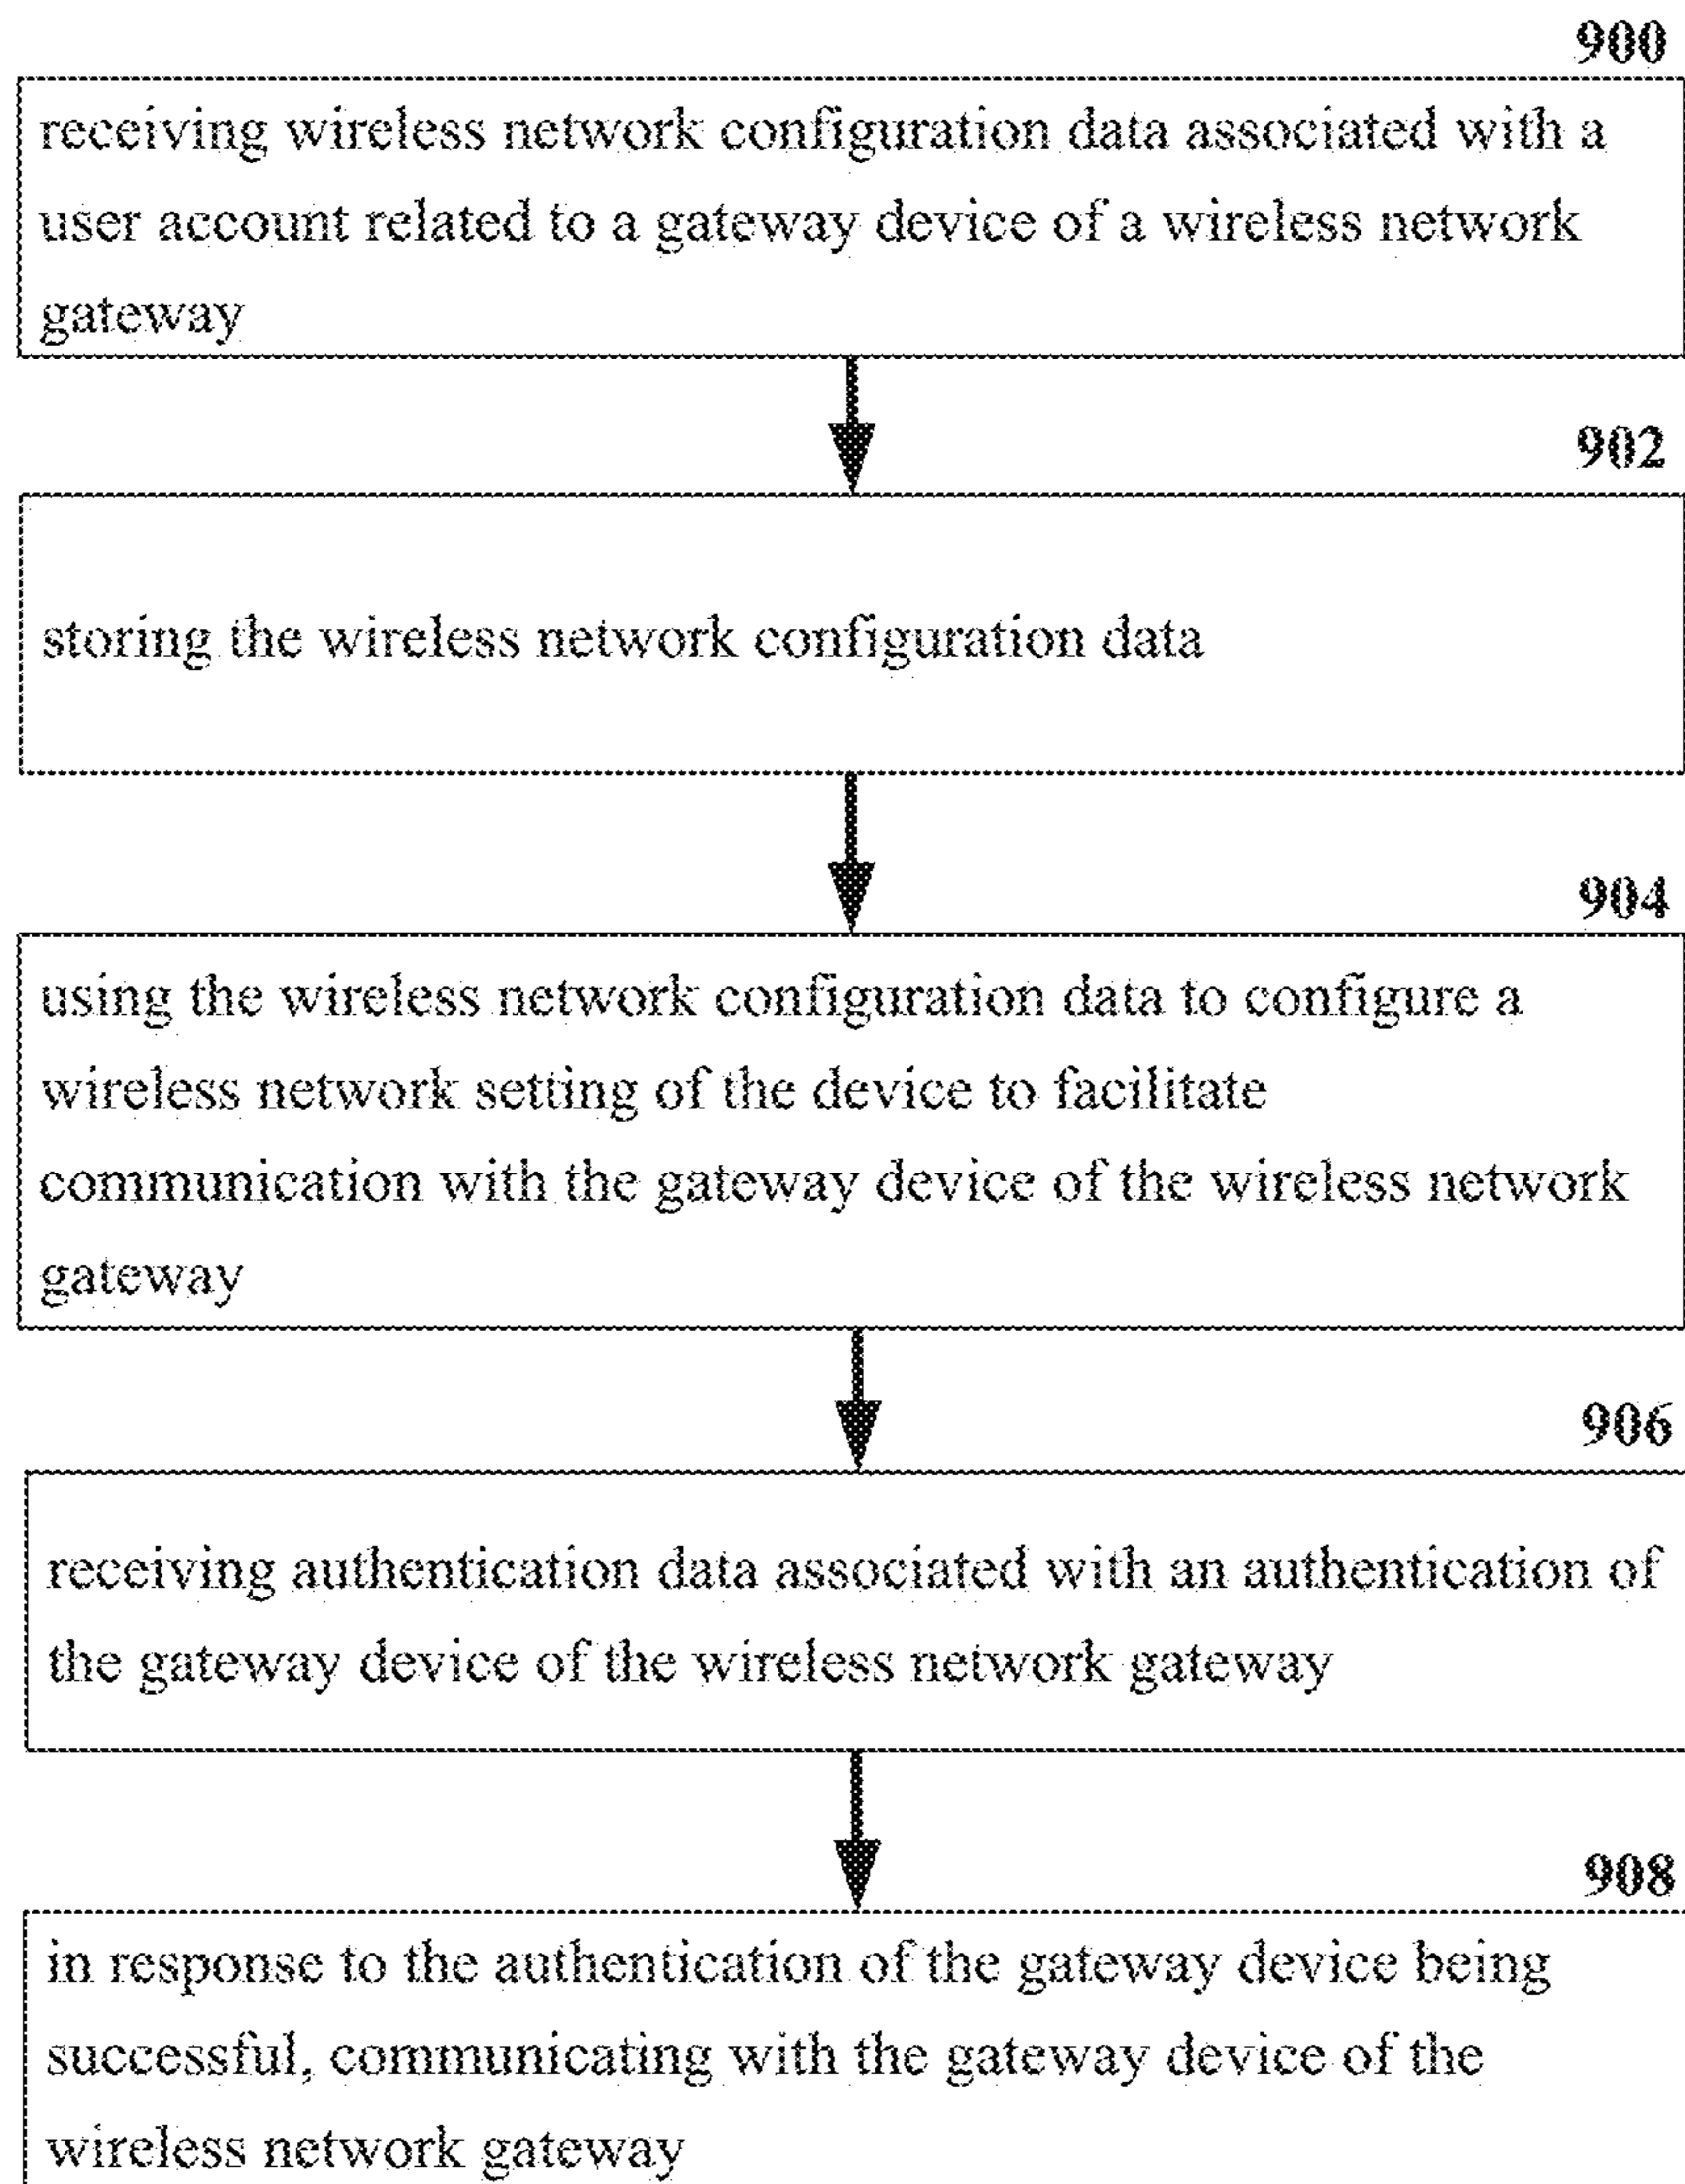 900
receiving wireless network configuration data associated with a
user account related to a gateway device of a wireless network
gateway
902
storing the wireless network configuration data
904
using the wireless network configuration data to configure a
wireless network setting of the device to facilitate
communication with the gateway device of the wireless network
gateway
906
receiving authentication data associated with an authentication of
the gateway device of the wireless network gateway
908
in response to the authentication of the gateway device being
successful, communicating with the gateway device of the
wireless network gateway